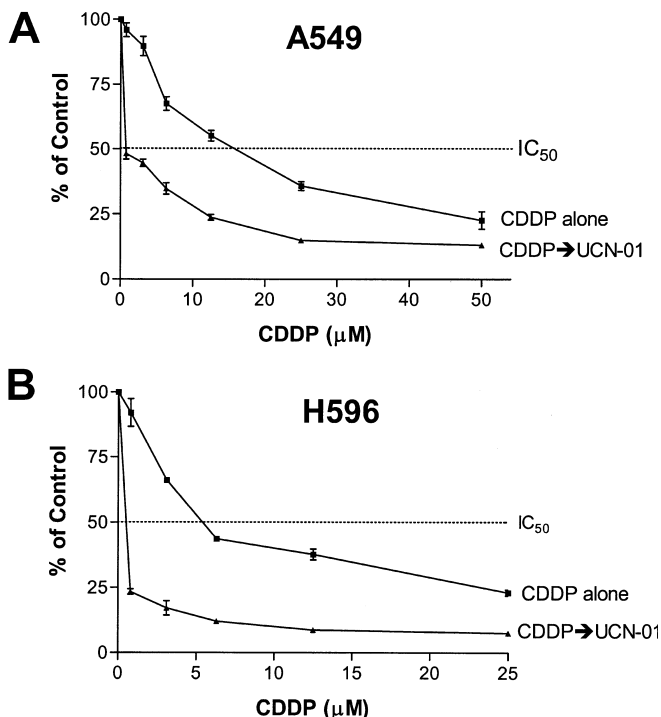 A
A549
100
75
50
25
0
% of Control
IC50
CDDP alone
CDDP➔UCN-01
0 10 20 30 40 50
CDDP (μM)
B
H596
100
75
50
25
0
% of Control
IC50
CDDP alone
CDDP➔UCN-01
0 5 10 15 20 25
CDDP (μM)